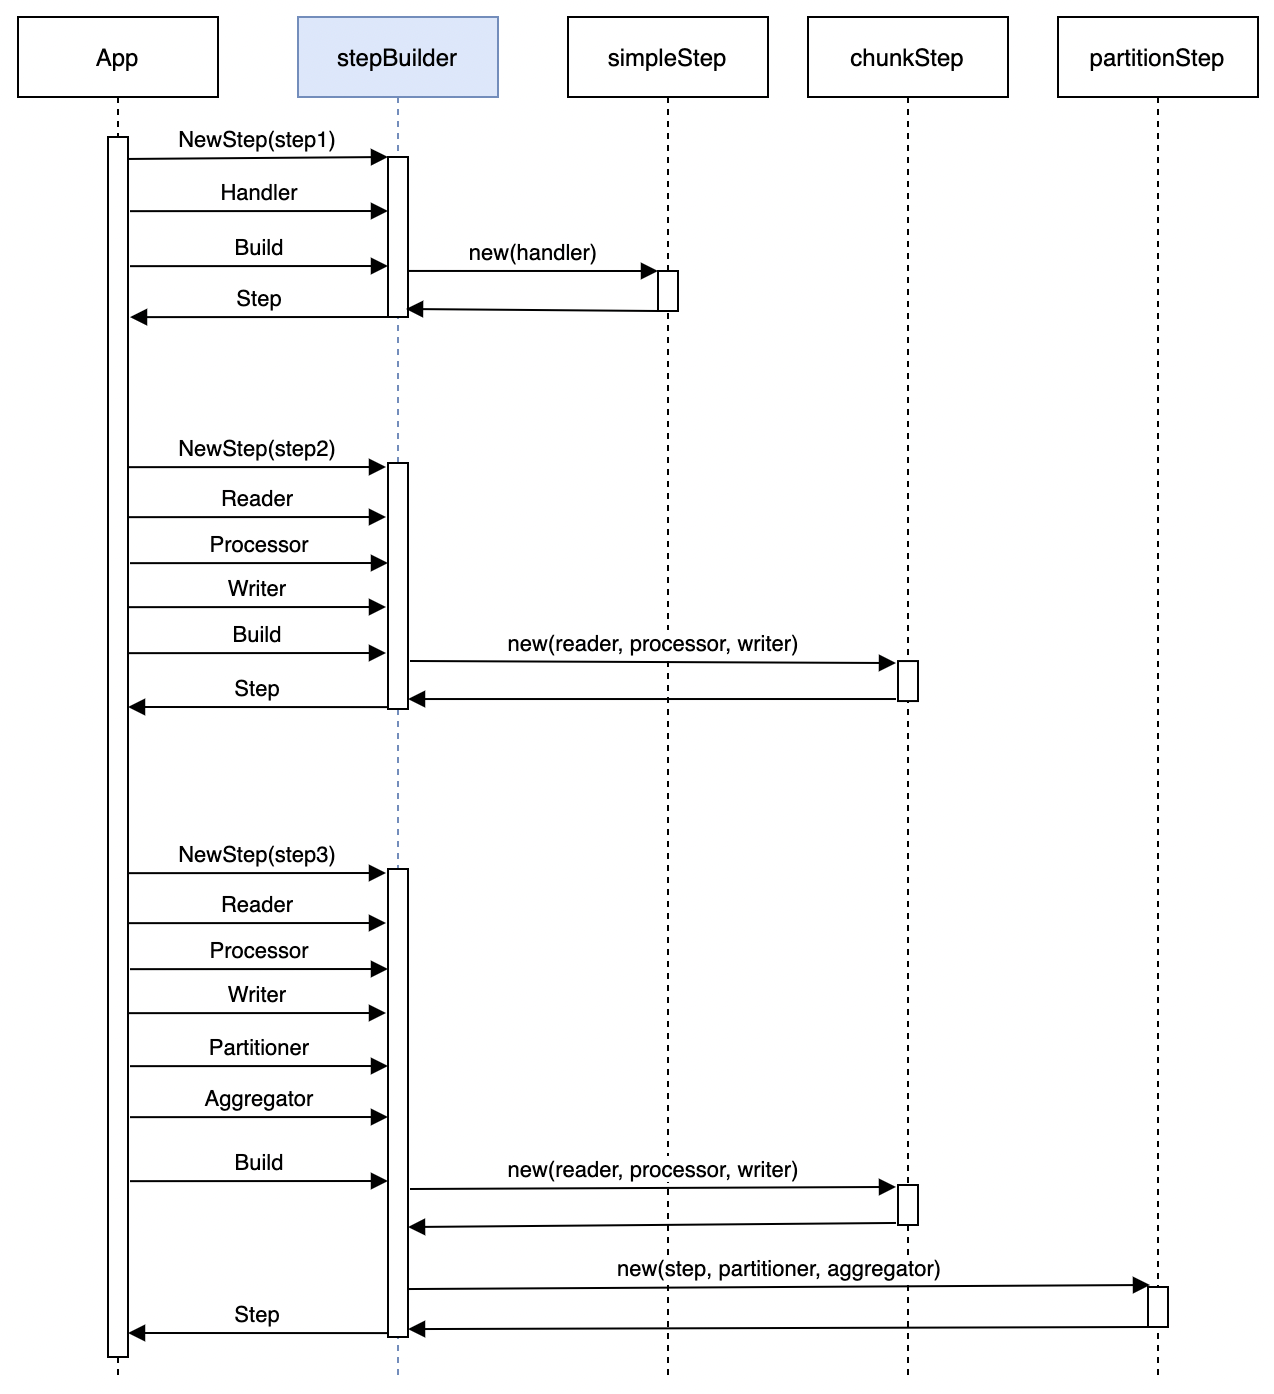 App
stepBuilder
simpleStep
chunkStep
partitionStep
NewStep(step1)
Handler
Build
new(handler)
Step
NewStep(step2)
Reader
Processor
Writer
Build
new(reader, processor, writer)
Step
NewStep(step3)
Reader
Processor
Writer
Partitioner
Aggregator
Build
new(reader, processor, writer)
new(step, partitioner, aggregator)
Step